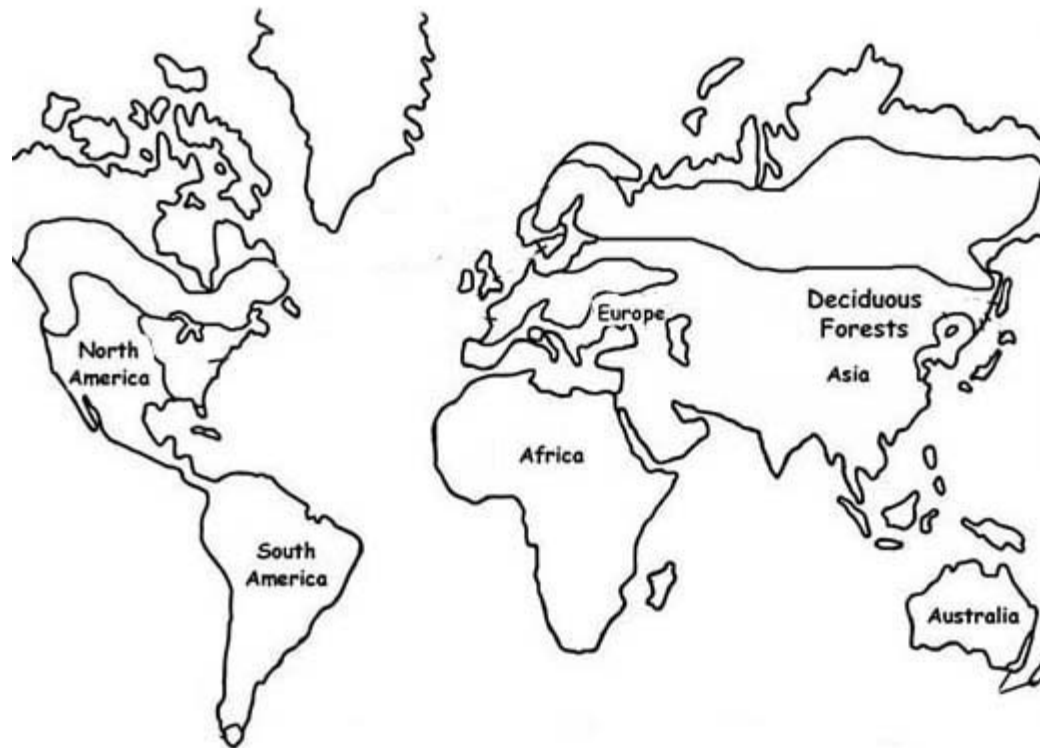 Deciduous
Forests
Europe
North
America
Asia
Africa
South
America
Australia